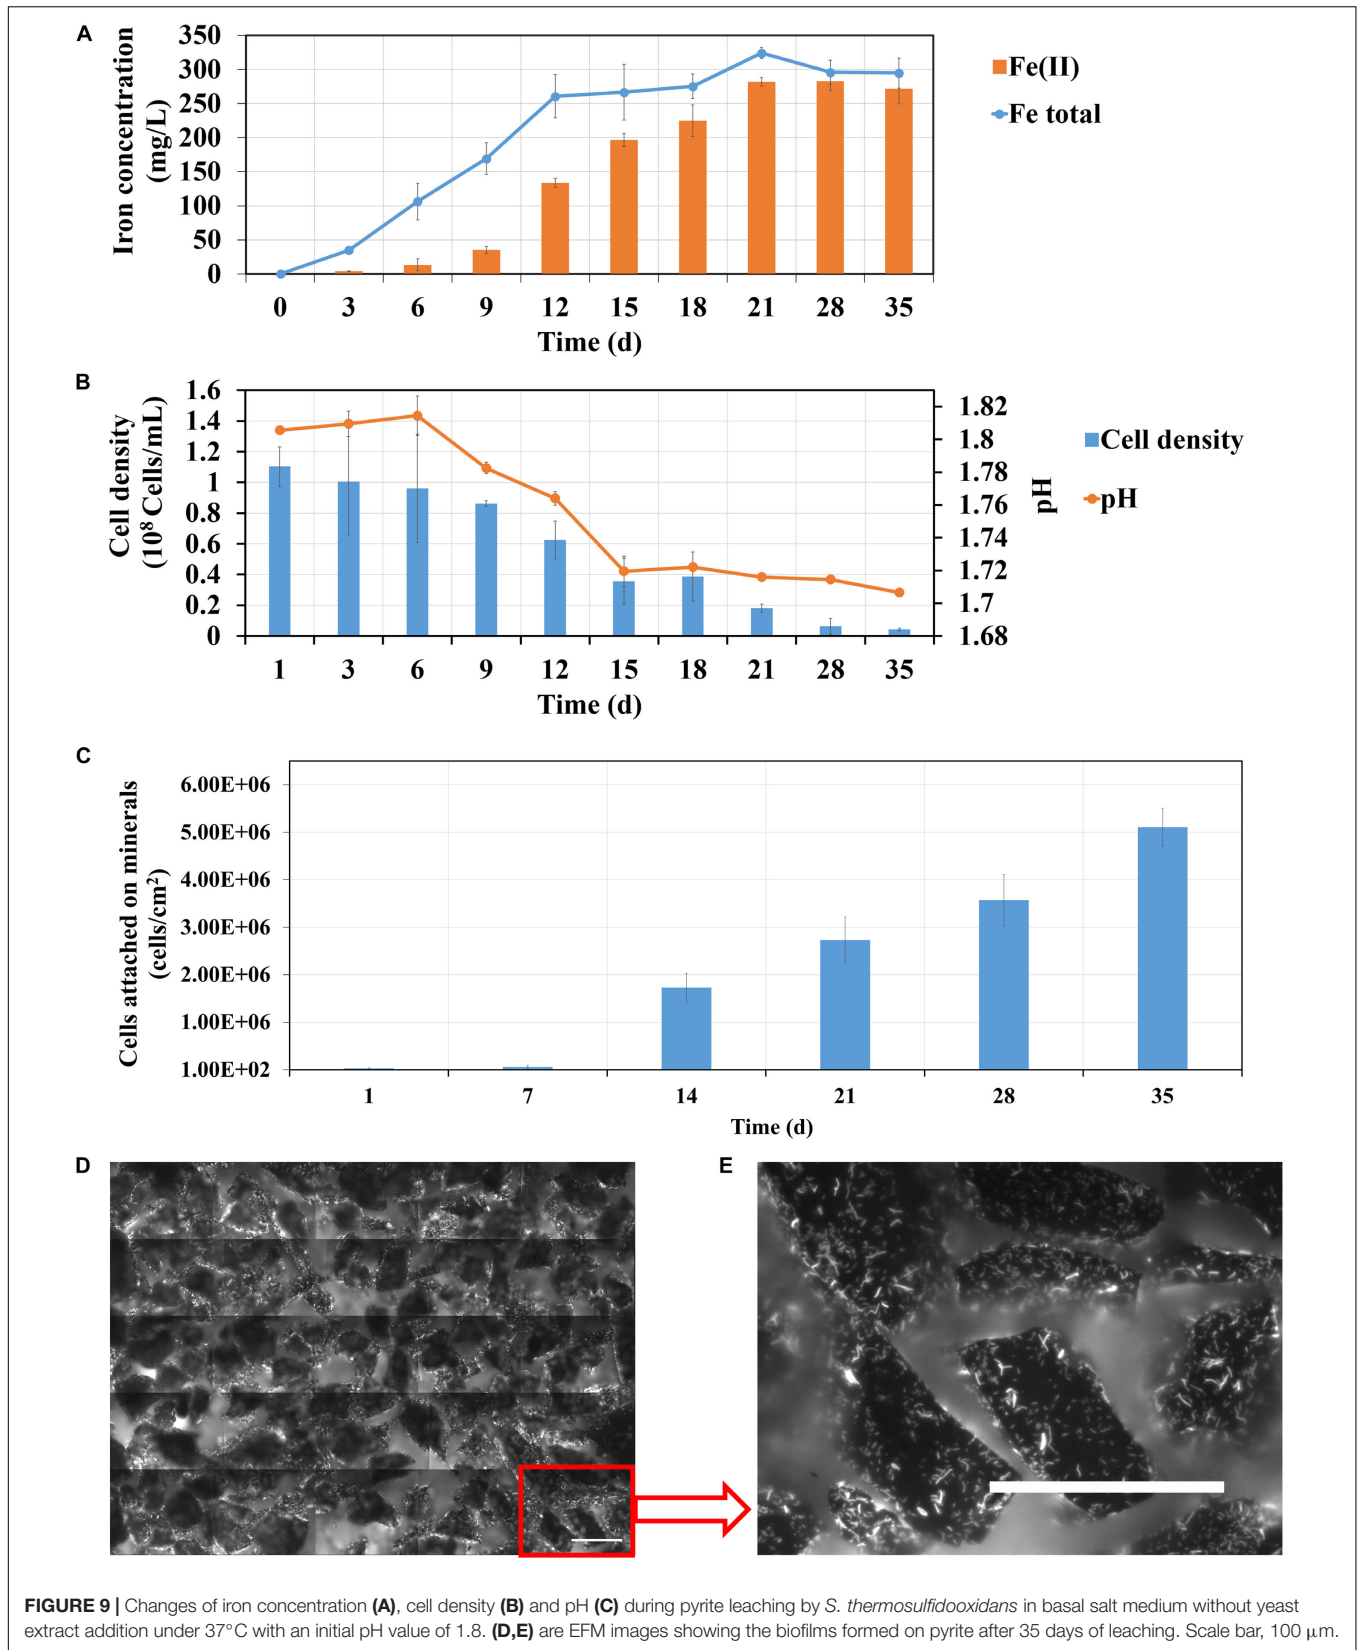 A
350
300
250
200
150
100
50
0
Iron concentration
(mg/L)
0 3 6 9 12 15 18 21 28 35
Time (d)
Fe(II)
Fe total
B
1.6
1.4
1.2
1
0.8
0.6
0.4
0.2
0
Cell density
(10⁸ Cells/mL)
1.82
1.8
1.78
1.76
1.74
1.72
1.7
1.68
pH
1 3 6 9 12 15 18 21 28 35
Time (d)
Cell density
pH
C
6.00E+06
5.00E+06
4.00E+06
3.00E+06
2.00E+06
1.00E+06
1.00E+02
Cells attached on minerals
(cells/cm²)
1 7 14 21 28 35
Time (d)
D
E
FIGURE 9 | Changes of iron concentration (A), cell density (B) and pH (C) during pyrite leaching by S. thermosulfidooxidans in basal salt medium without yeast
extract addition under 37°C with an initial pH value of 1.8. (D,E) are EFM images showing the biofilms formed on pyrite after 35 days of leaching. Scale bar, 100 μm.